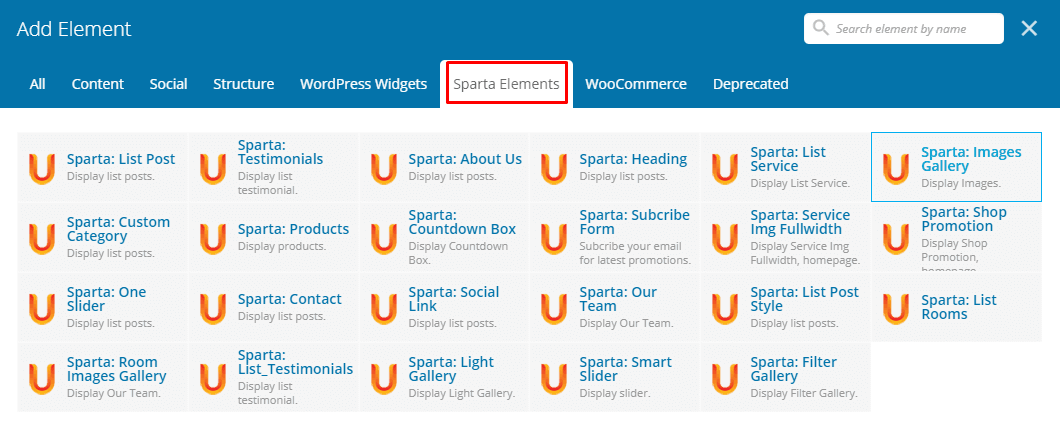 Add Element
Search element by name
All Content Social Structure WordPress Widgets Sparta Elements WooCommerce Deprecated
Sparta: List Post
Display list posts.
Sparta:
Testimonials
Display list
testimonial.
Sparta: About Us
Display list posts.
Sparta: Heading
Display list posts.
Sparta: List
Service
Display List Service.
Sparta: Images
Gallery
Display Images.
Sparta: Custom
Category
Display list posts.
Sparta: Products
Display products.
Sparta:
Countdown Box
Display Countdown
Box.
Sparta: Subcribe
Form
Subcribe your email
for latest promotions.
Sparta: Service
Img Fullwidth
Display Service Img
Fullwidth, homepage.
Sparta: Shop
Promotion
Display Shop
Promotion,
homepage
Sparta: One
Slider
Display list posts.
Sparta: Contact
Display list posts.
Sparta: Social
Link
Display list posts.
Sparta: Our
Team
Display Our Team.
Sparta: List Post
Style
Display list posts.
Sparta: List
Rooms
Sparta: Room
Images Gallery
Display Our Team.
Sparta:
List_Testimonials
Display list
testimonial.
Sparta: Light
Gallery
Display Light Gallery.
Sparta: Smart
Slider
Display slider.
Sparta: Filter
Gallery
Display Filter Gallery.